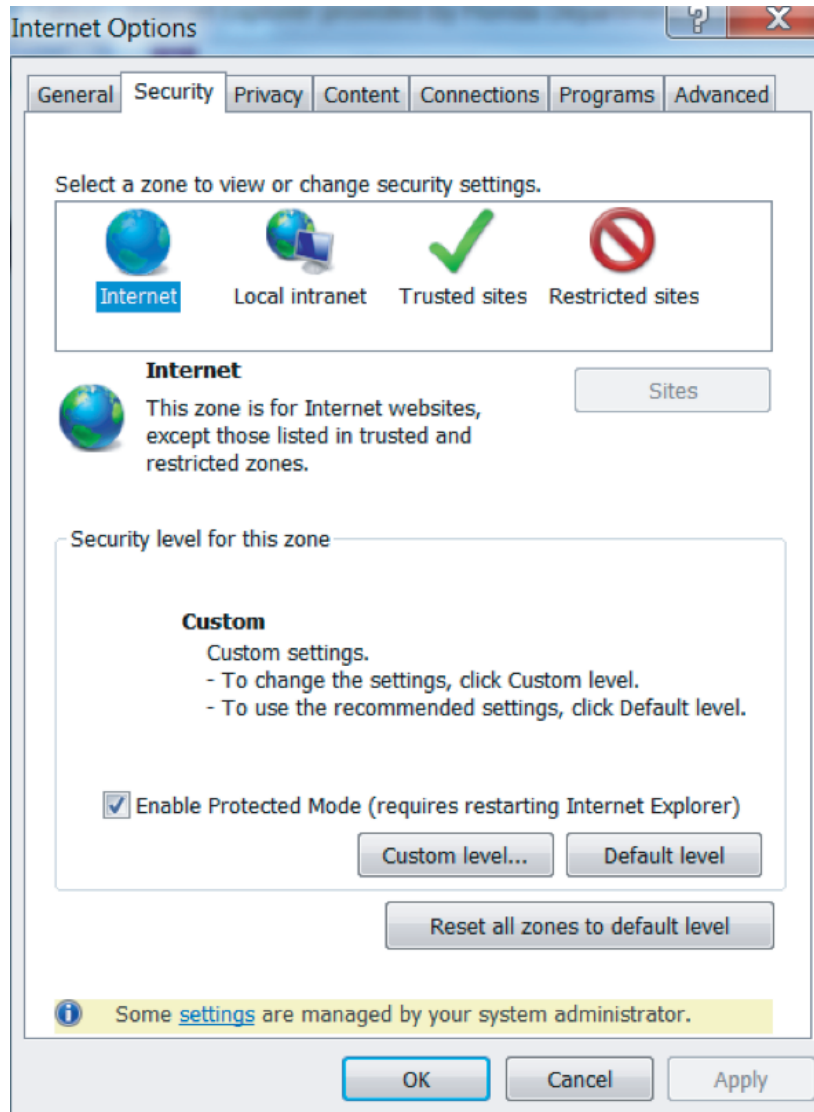 Internet Options
General Security Privacy Content Connections Programs Advanced
Select a zone to view or change security settings.
Internet Local intranet Trusted sites Restricted sites
Internet
Sites
This zone is for Internet websites,
except those listed in trusted and
restricted zones.
Security level for this zone
Custom
Custom settings.
- To change the settings, click Custom level.
- To use the recommended settings, click Default level.
Enable Protected Mode (requires restarting Internet Explorer)
Custom level... Default level
Reset all zones to default level
Some settings are managed by your system administrator.
OK Cancel Apply